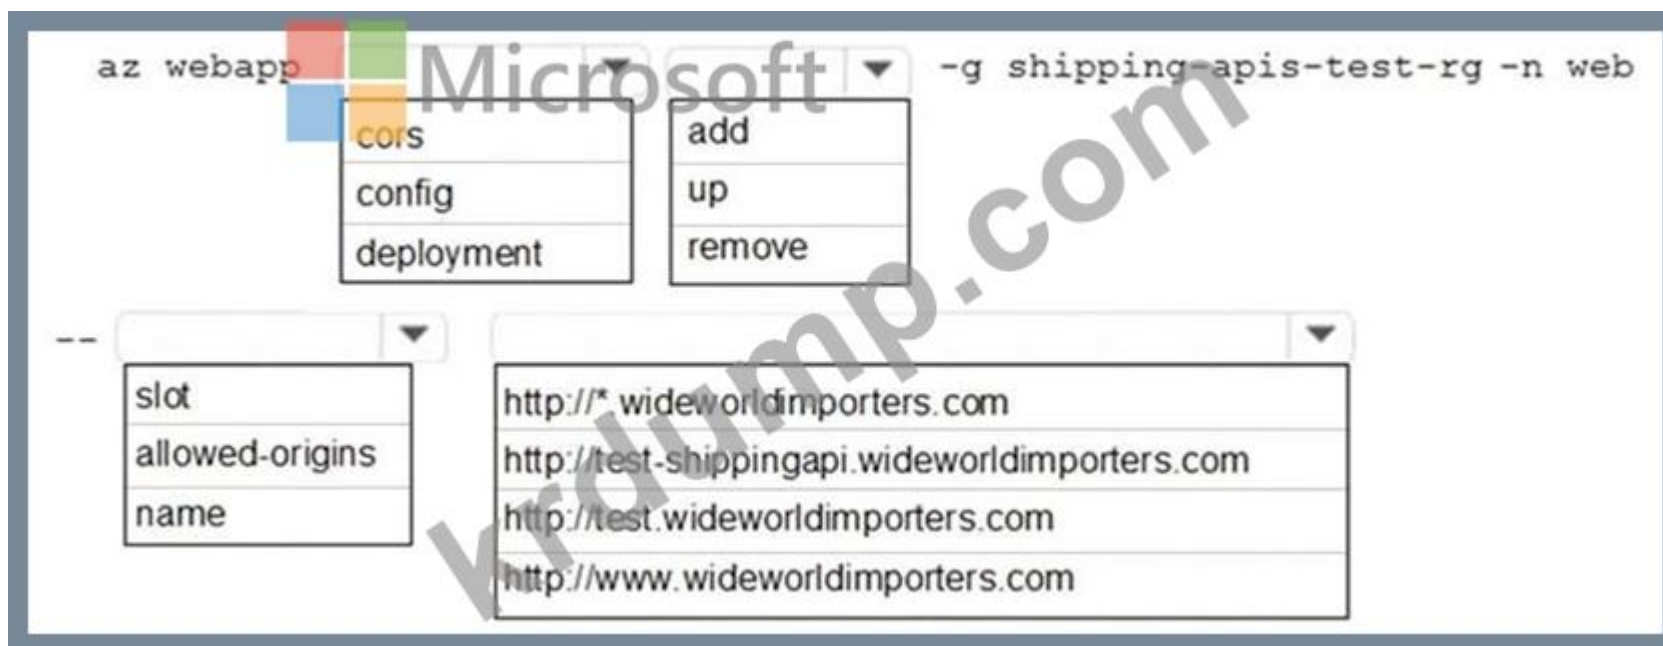 az webapp -g shipping-apis-test-rg -n web
Microsoft
cors add
config up
deployment remove
--
slot http://*.wideworldimporters.com
allowed-origins http://test-shippingapi.wideworldimporters.com
name http://test.wideworldimporters.com
http://www.wideworldimporters.com
krdump.com